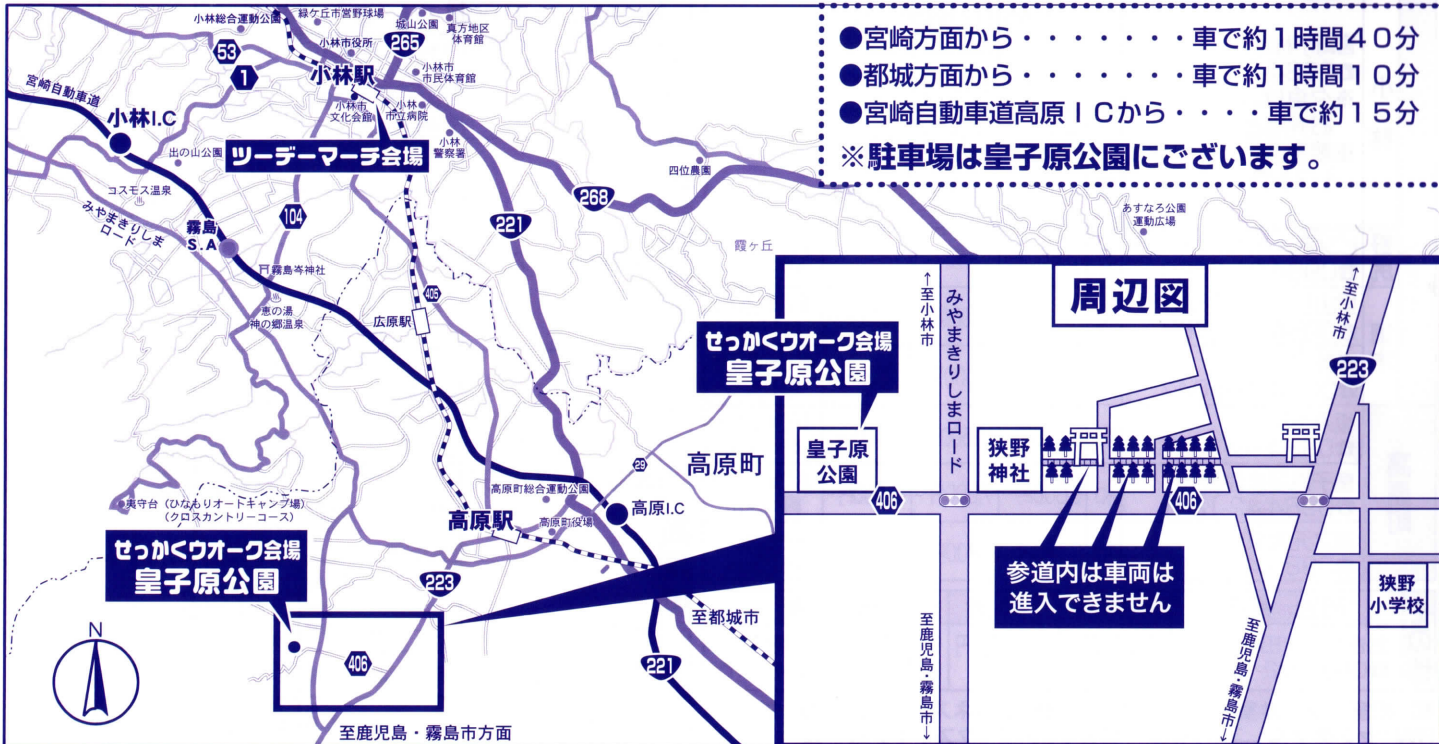 ●宮崎方面から・・・・・・・車で約1時間40分
●都城方面から・・・・・・・車で約1時間10分
●宮崎自動車道高原ICから・・・・車で約15分
※駐車場は皇子原公園にございます。
小林総合運動公園
緑ケ丘市営野球場
城山公園
真方地区
体育館
53
1
小林市役所
265
小林駅
小林市
市民体育館
宮崎自動車道
小林I.C
小林市
文化会館
小林
市立病院
ツーデーマーチ会場
小林
警察署
出の山公園
四位農園
コスモス温泉
268
あすなろ公園
運動広場
104
221
みやまきりしま
ロード
霧島
S.A
霞ヶ丘
霧島岑神社
405
恵の湯
神の郷温泉
広原駅
29
高原町
高原町総合運動公園
夷守台(ひなもりオートキャンプ場)
(クロスカントリーコース)
高原駅
高原町役場
高原I.C
せっかくウオーク会場
皇子原公園
223
至都城市
N
406
221
至鹿児島・霧島市方面
周辺図
←至小林市
みやまきりしまロード
←至小林市
せっかくウオーク会場
皇子原公園
223
皇子原
公園
狭野
神社
406
406
参道内は車両は
進入できません
狭野
小学校
至鹿児島・霧島市→
至鹿児島・霧島市→